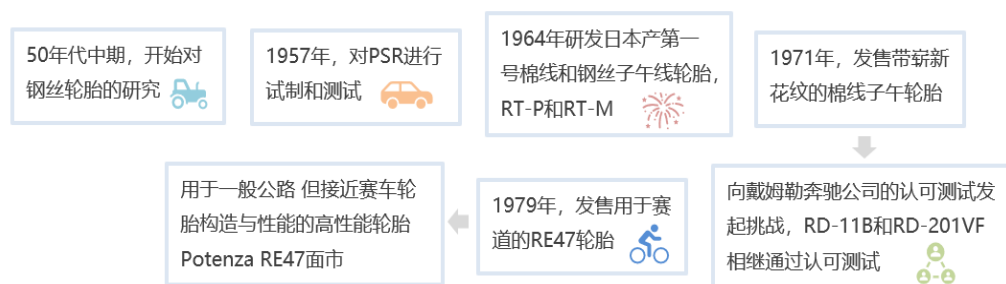 50年代中期，开始对
钢丝轮胎的研究
1957年，对PSR进行
试制和测试
1964年研发日本产第一
号棉线和钢丝子午线轮胎，
RT-P和RT-M
1971年，发售带崭新
花纹的棉线子午轮胎
向戴姆勒奔驰公司的认可测试发
起挑战，RD-11B和RD-201VF
相继通过认可测试
1979年，发售用于赛
道的RE47轮胎
用于一般公路 但接近赛车轮
胎构造与性能的高性能轮胎
Potenza RE47面市